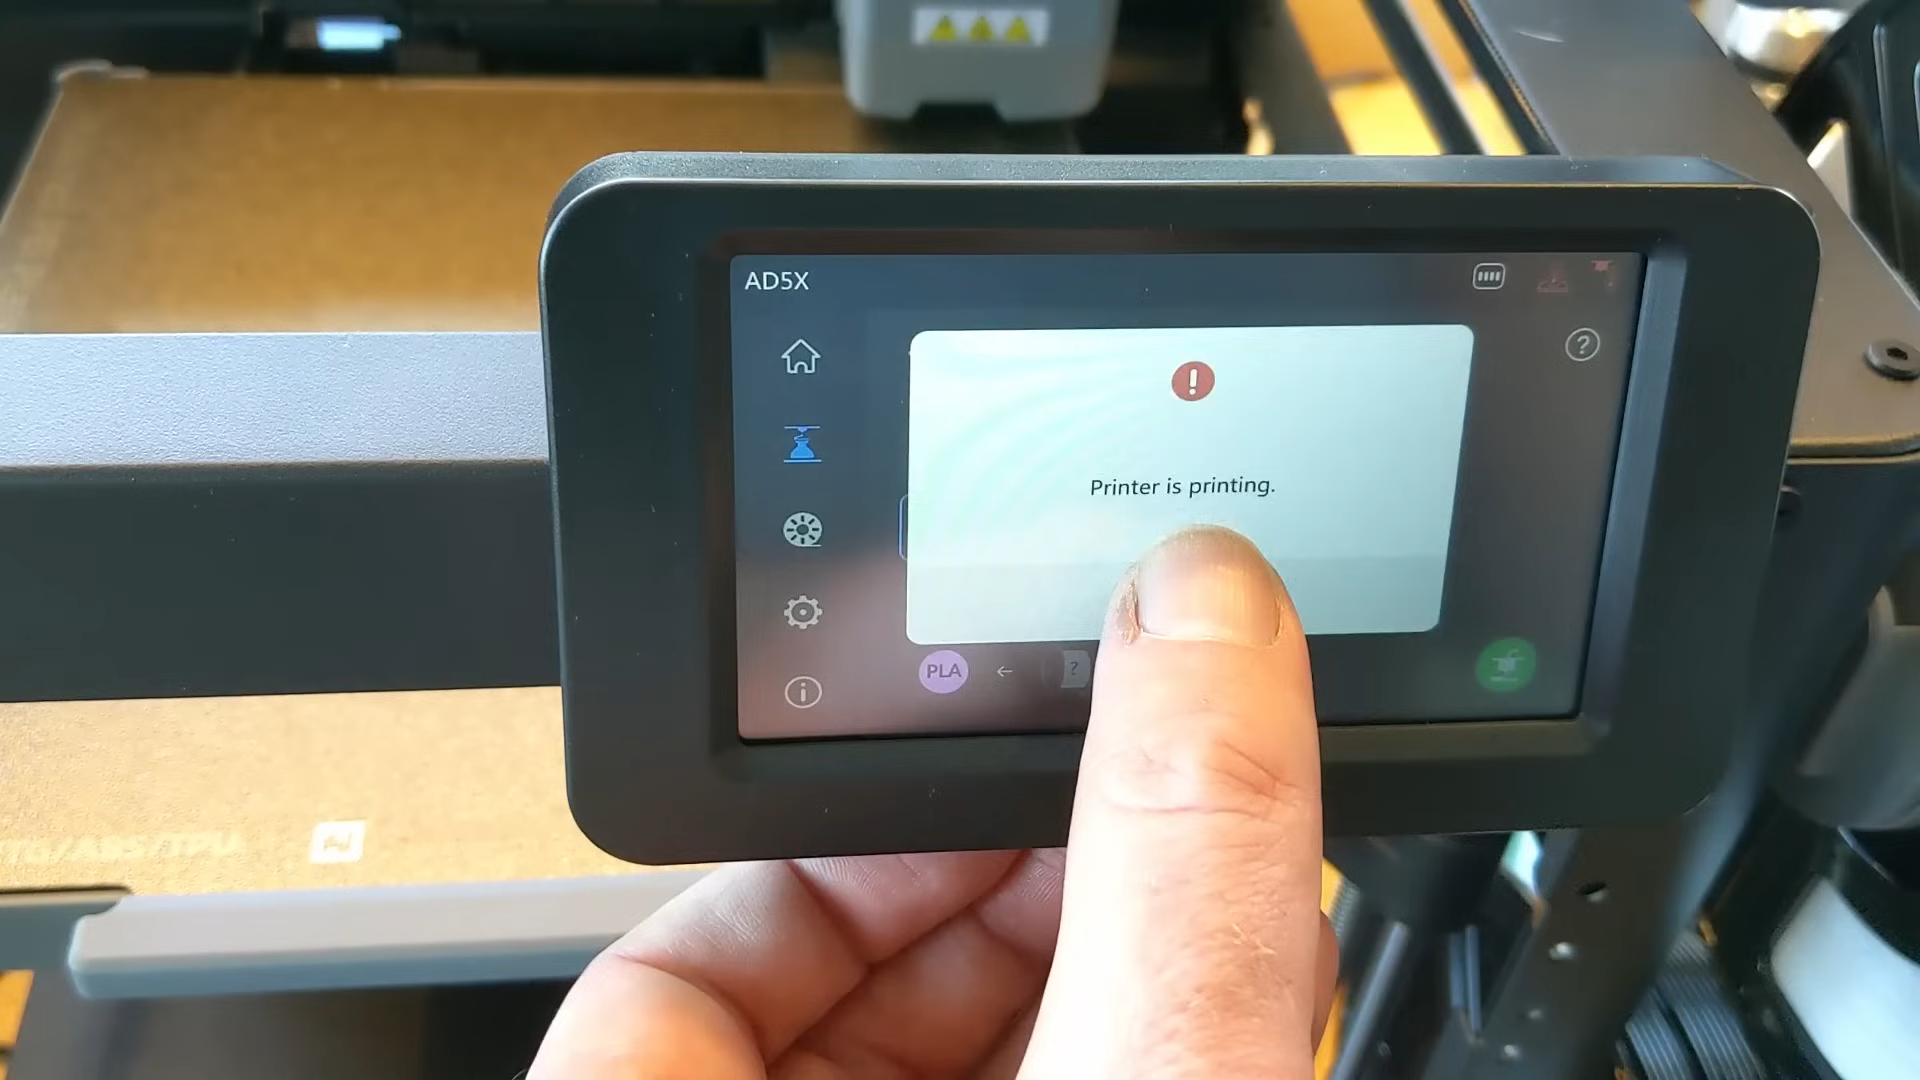 AD5X
Printer is printing.
PLA
?
?